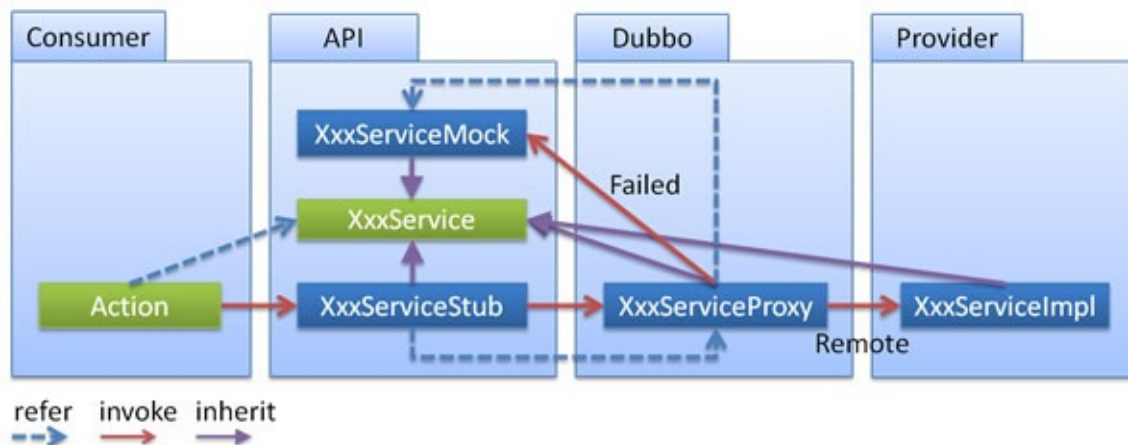 Consumer
API
Dubbo
Provider
XxxServiceMock
Failed
XxxService
Action
XxxServiceStub
XxxServiceProxy
XxxServiceImpl
Remote
refer invoke inherit